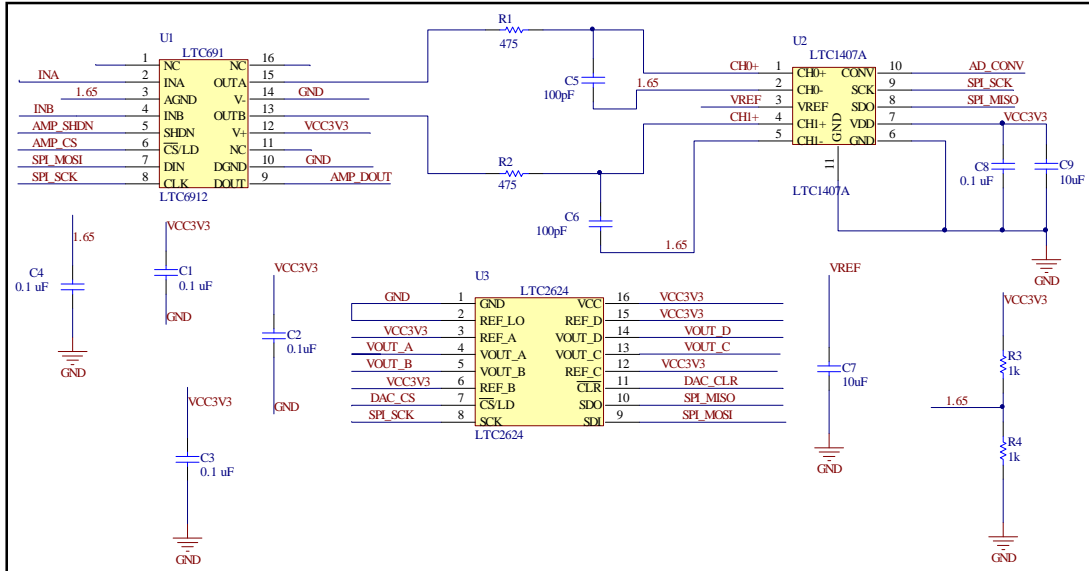 U1
LTC691
INA 1 NC NC 16
2 INA OUTA 15
1.65 3 AGND V- 14 GND
INB 4 INB OUTB 13
AMP_SHDN 5 SHDN V+ 12 VCC3V3
AMP_CS 6 CS/LD NC 11
SPI_MOSI 7 DIN DGND 10 GND
SPI_SCK 8 CLK DOUT 9 AMP_DOUT
LTC6912
R1
475
C5
100pF
1.65
R2
475
C6
100pF
1.65
U2
LTC1407A
CH0+ 1 CH0+ CONV 10 AD_CONV
2 CH0- SCK 9 SPI_SCK
VREF 3 VREF SDO 8 SPI_MISO
CH1+ 4 CH1+ VDD 7 VCC3V3
5 CH1- GND 6
GND
11
LTC1407A
C8
0.1 uF
C9
10uF
GND
1.65
C4
0.1 uF
GND
VCC3V3
C1
0.1 uF
GND
VCC3V3
C2
0.1uF
GND
VCC3V3
C3
0.1 uF
GND
U3
LTC2624
GND 1 GND VCC 16 VCC3V3
2 REF_LO REF_D 15 VCC3V3
VCC3V3 3 REF_A VOUT_D 14 VOUT_D
VOUT_A 4 VOUT_A VOUT_C 13 VOUT_C
VOUT_B 5 VOUT_B REF_C 12 VCC3V3
VCC3V3 6 REF_B CLR 11 DAC_CLR
DAC_CS 7 CS/LD SDO 10 SPI_MISO
SPI_SCK 8 SCK SDI 9 SPI_MOSI
LTC2624
VREF
C7
10uF
GND
VCC3V3
R3
1k
1.65
R4
1k
GND